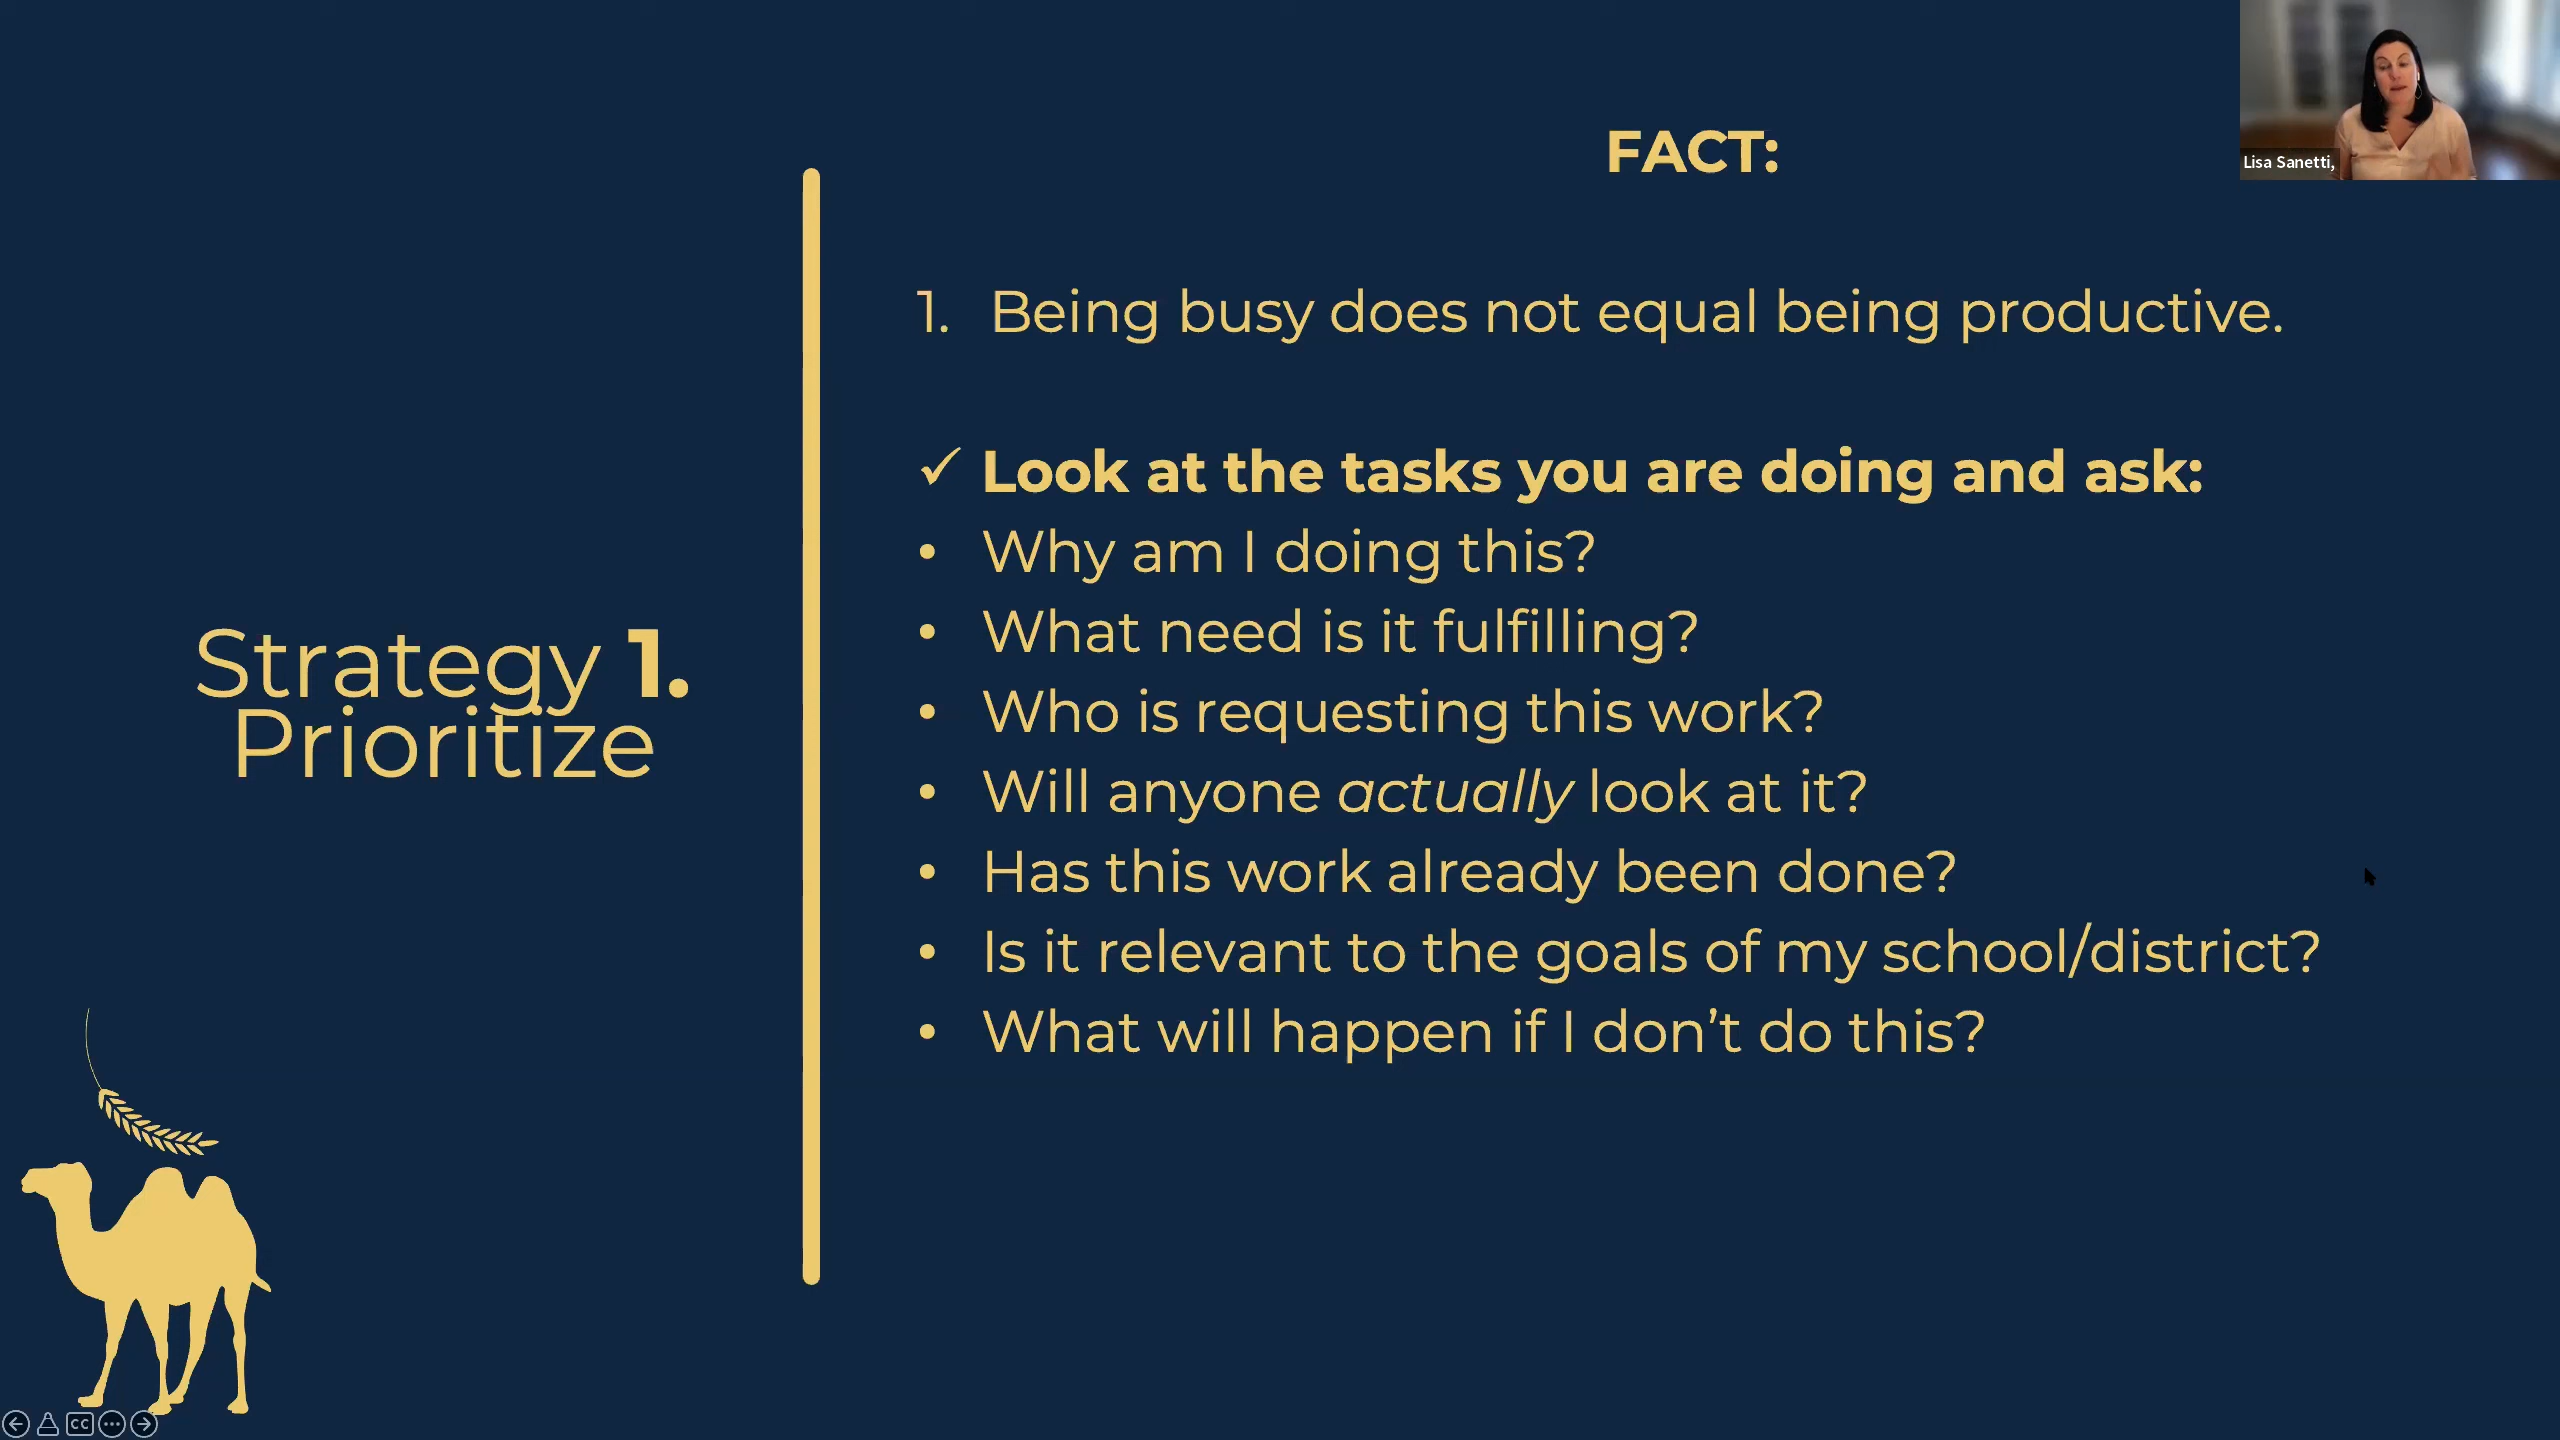 Strategy 1.
Prioritize
FACT:
1. Being busy does not equal being productive.
✓ Look at the tasks you are doing and ask:
• Why am I doing this?
• What need is it fulfilling?
• Who is requesting this work?
• Will anyone actually look at it?
• Has this work already been done?
• Is it relevant to the goals of my school/district?
• What will happen if I don’t do this?
Lisa Sanetti,
CC